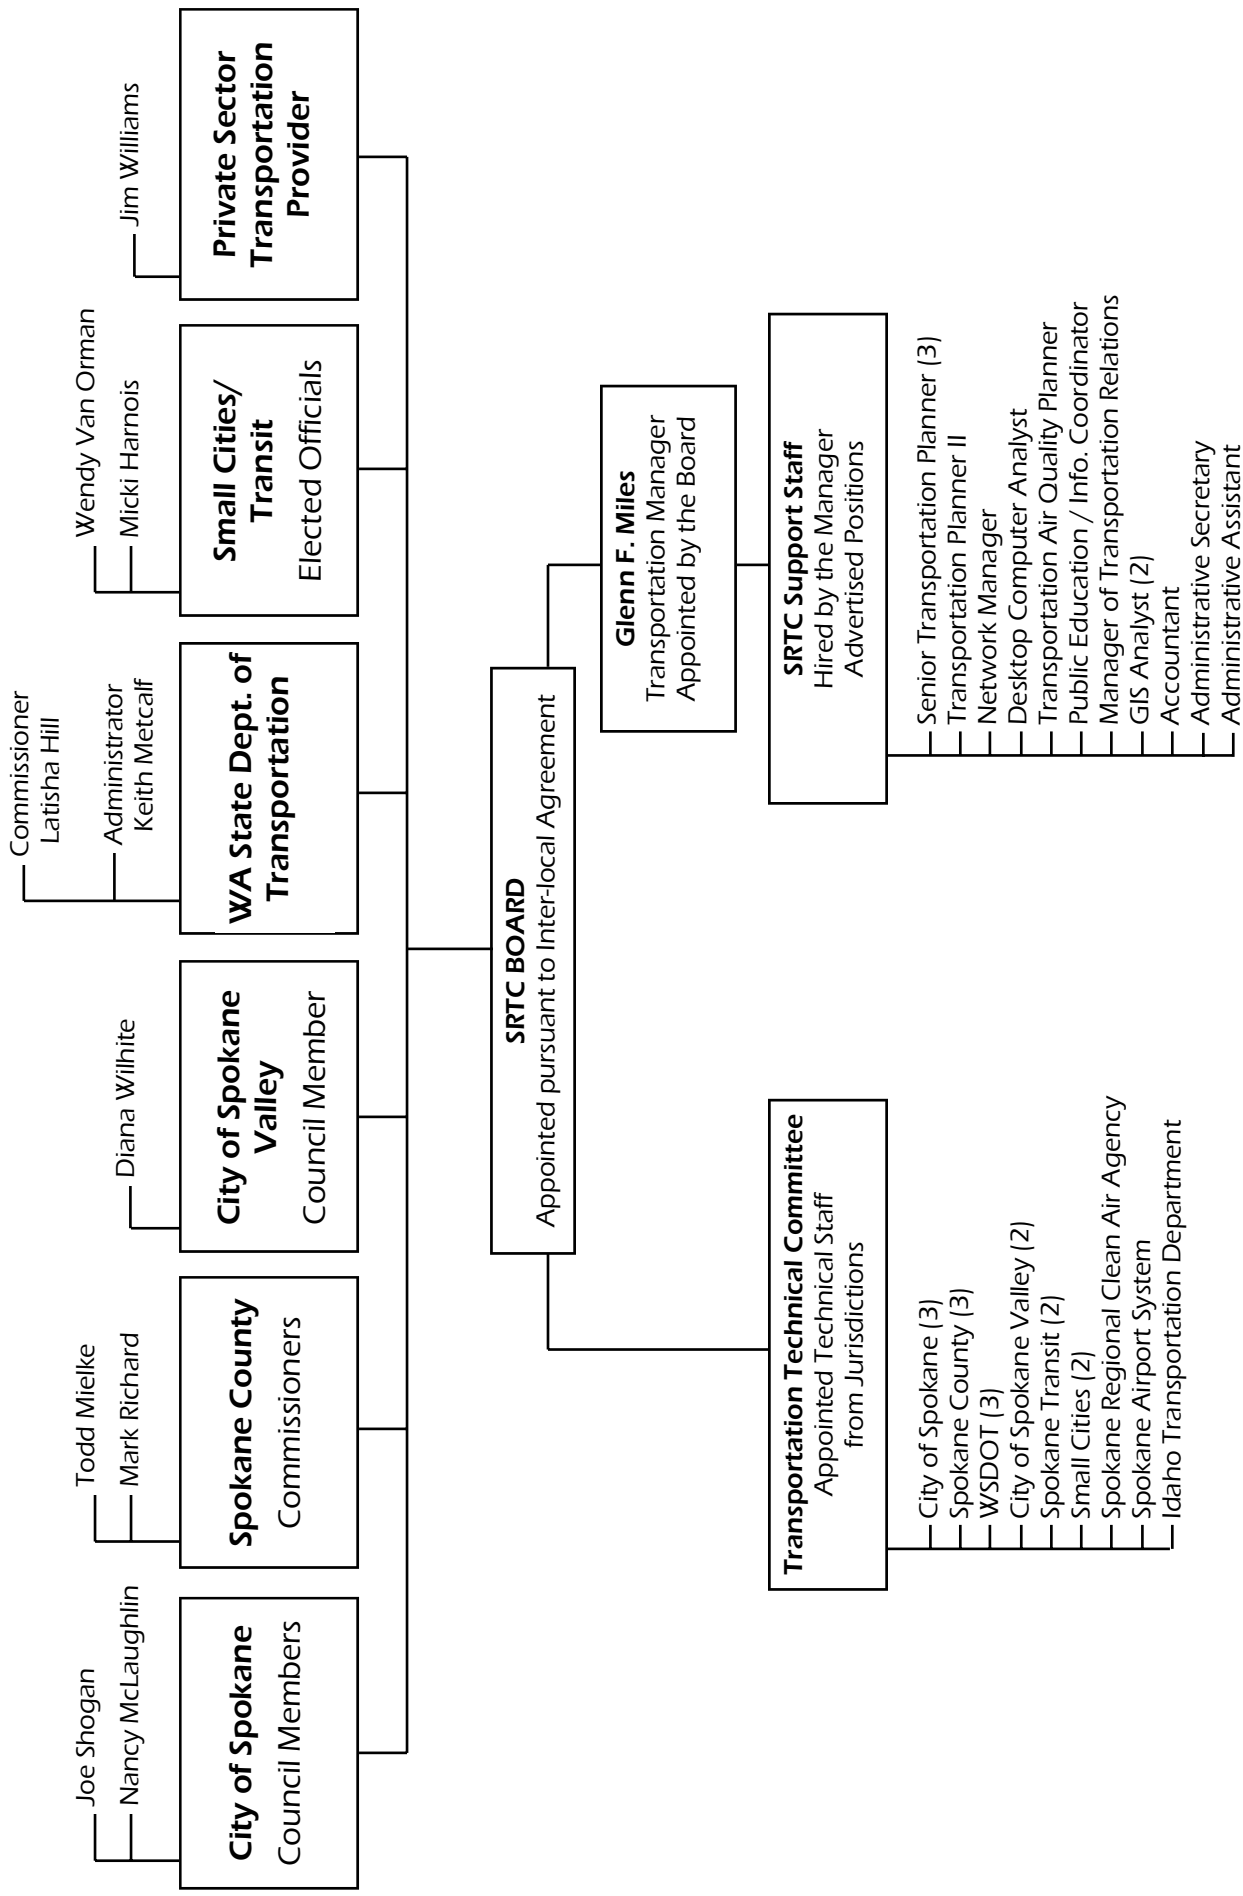 Joe Shogan
Nancy McLaughlin
City of Spokane
Council Members
Todd Mielke
Mark Richard
Spokane County
Commissioners
Diana Wilhite
City of Spokane
Valley
Council Member
Commissioner
Latisha Hill
Administrator
Keith Metcalf
WA State Dept. of
Transportation
Wendy Van Orman
Micki Harnois
Small Cities/
Transit
Elected Officials
Jim Williams
Private Sector
Transportation
Provider
SRTC BOARD
Appointed pursuant to Inter-local Agreement
Glenn F. Miles
Transportation Manager
Appointed by the Board
Transportation Technical Committee
Appointed Technical Staff
from Jurisdictions
City of Spokane (3)
Spokane County (3)
WSDOT (3)
City of Spokane Valley (2)
Spokane Transit (2)
Small Cities (2)
Spokane Regional Clean Air Agency
Spokane Airport System
Idaho Transportation Department
SRTC Support Staff
Hired by the Manager
Advertised Positions
Senior Transportation Planner (3)
Transportation Planner II
Network Manager
Desktop Computer Analyst
Transportation Air Quality Planner
Public Education / Info. Coordinator
Manager of Transportation Relations
GIS Analyst (2)
Accountant
Administrative Secretary
Administrative Assistant